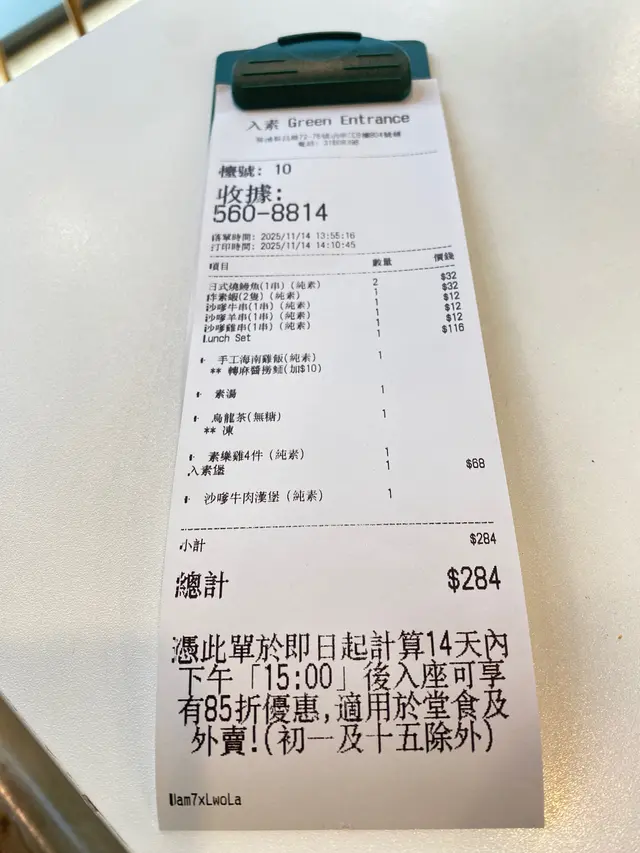 入素 Green Entrance
檯號: 10
收據:
560-8814
落單時間: 2025/11/14 13:55:16
打印時間: 2025/11/14 14:10:45
項目 數量 價錢
日式燒鰻魚(1串) (純素) 2 $32
炸素蝦(2隻) (純素) 1 $32
沙嗲牛串(1串) (純素) 1 $12
沙嗲羊串(1串) (純素) 1 $12
沙嗲雞串(1串) (純素) 1 $12
Lunch Set 1 $116
手工海南雞飯(純素) 1
** 轉麻醬撈麵(加$10)
素湯 1
烏龍茶(無糖) 1
** 凍
素樂雞4件 (純素) 1
入素堡 1 $68
沙嗲牛肉漢堡 (純素) 1
小計 $284
總計 $284
憑此單於即日起計算14天內
下午「15:00」後入座可享
有85折優惠,適用於堂食及
外賣!(初一及十五除外)
Uam7xLwoLa